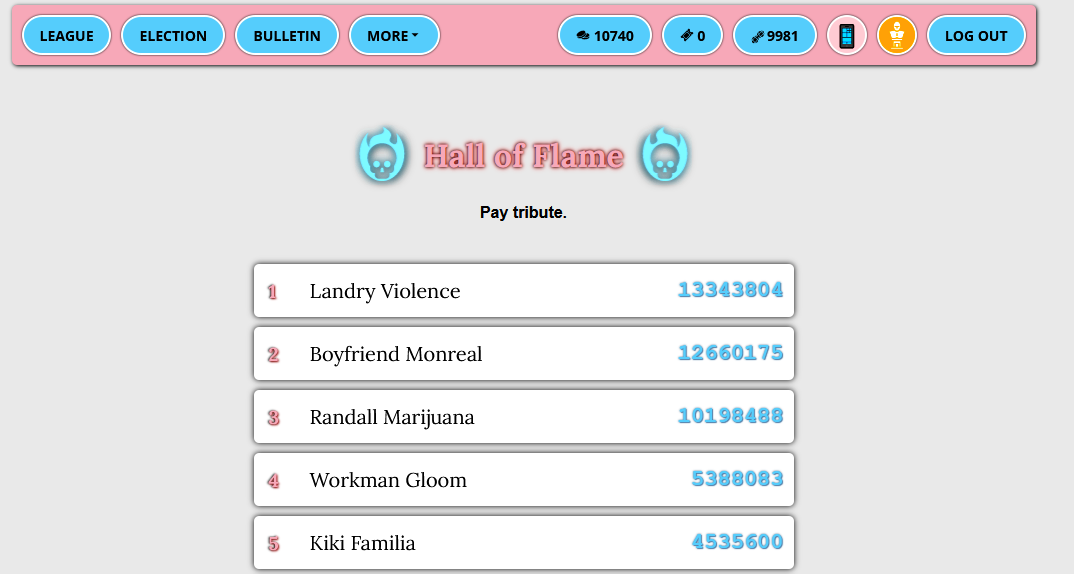 LEAGUE ELECTION BULLETIN MORE 10740 0 9981 LOG OUT
Hall of Flame
Pay tribute.
1 Landry Violence 13343804
2 Boyfriend Monreal 12660175
3 Randall Marijuana 10198488
4 Workman Gloom 5388083
5 Kiki Familia 4535600